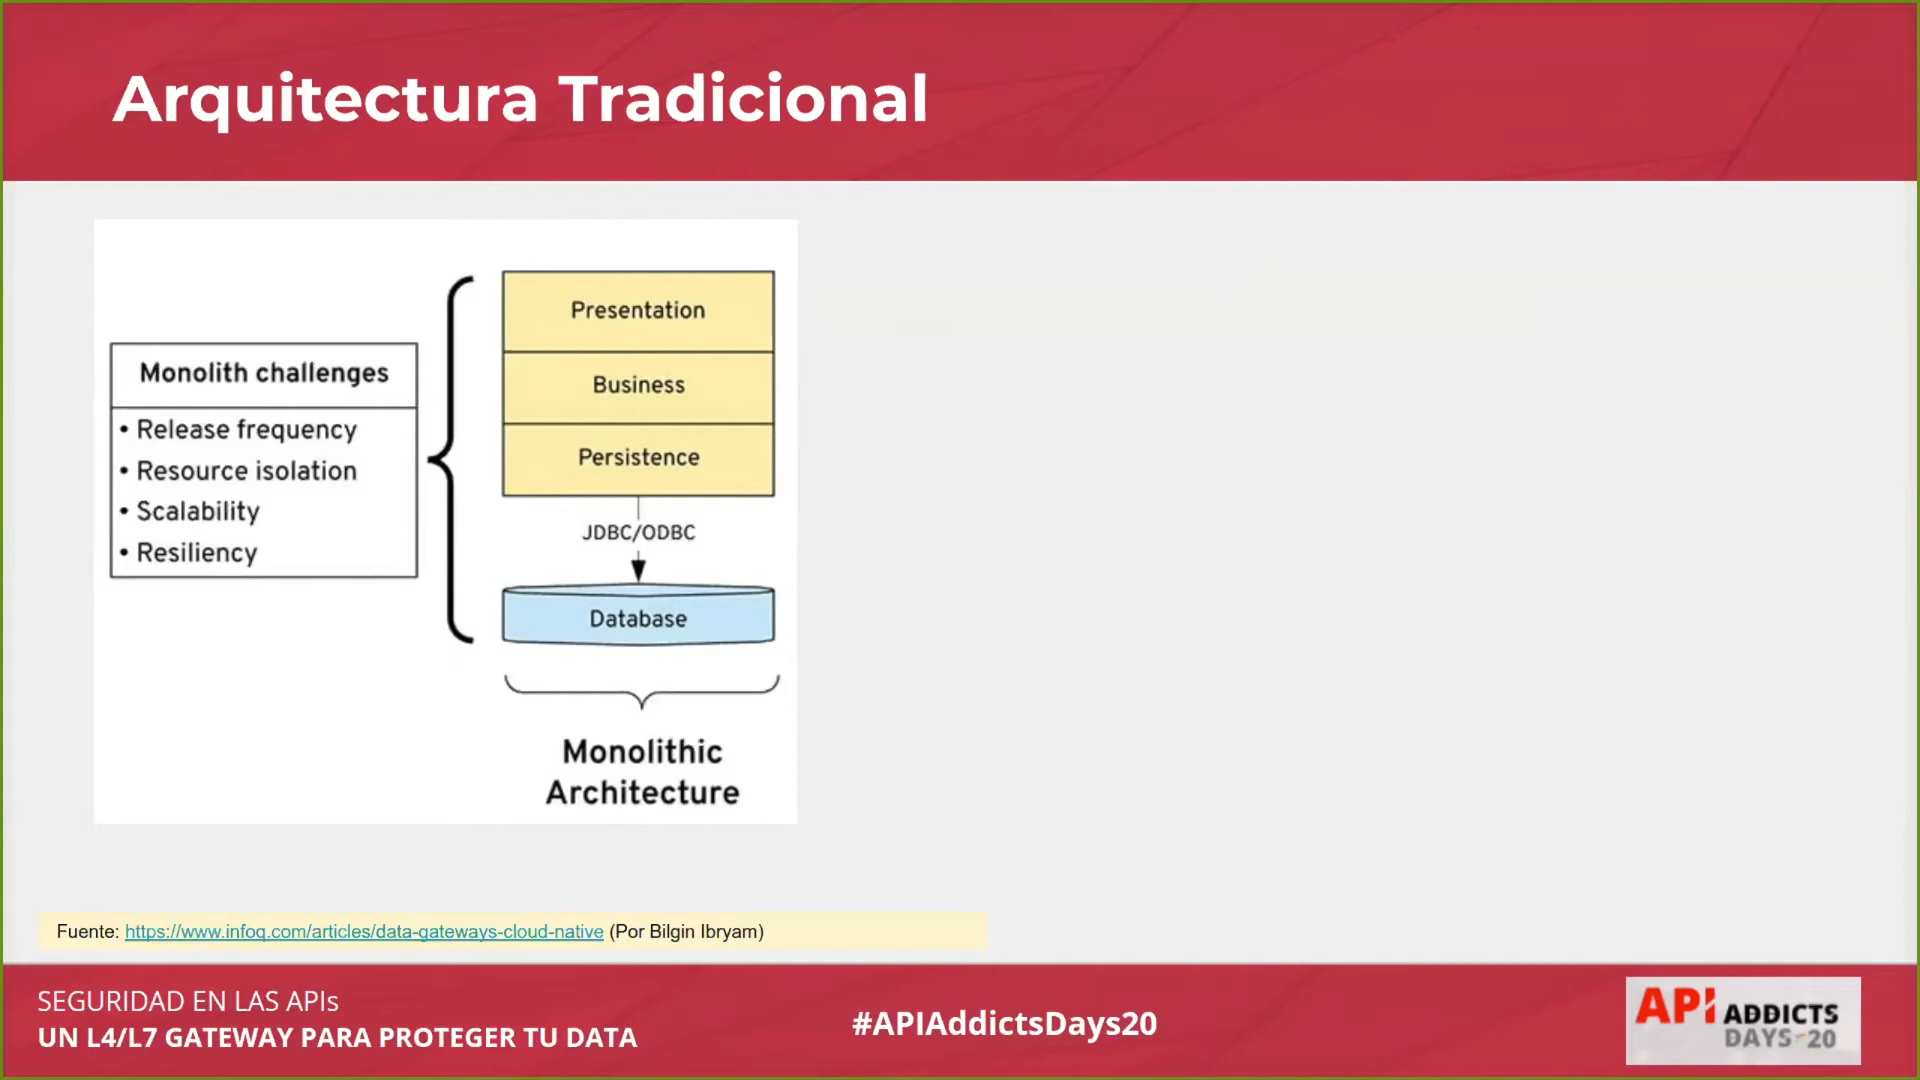 Arquitectura Tradicional
Monolith challenges
• Release frequency
• Resource isolation
• Scalability
• Resiliency
Presentation
Business
Persistence
JDBC/ODBC
Database
Monolithic
Architecture
Fuente: https://www.infoq.com/articles/data-gateways-cloud-native (Por Bilgin Ibryam)
SEGURIDAD EN LAS APIs
UN L4/L7 GATEWAY PARA PROTEGER TU DATA
#APIAddictsDays20
API ADDICTS
DAYS-20